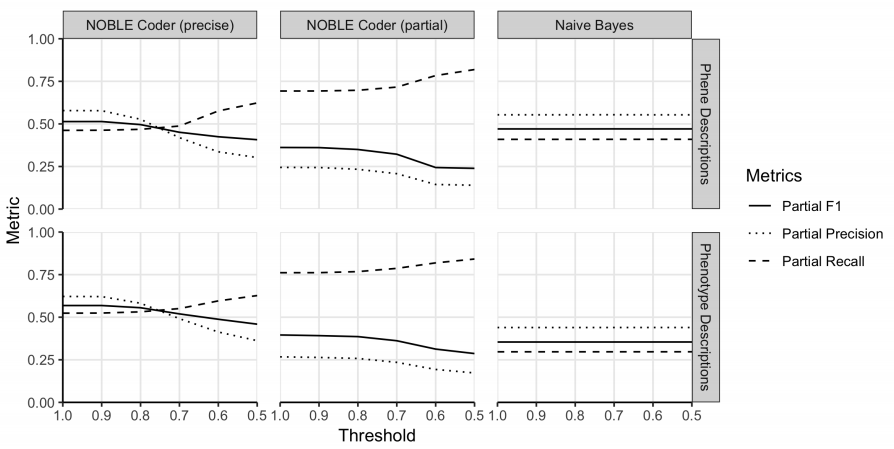 NOBLE Coder (precise)
NOBLE Coder (partial)
Naive Bayes
1.00
0.75
0.50
0.25
0.00
Phene Descriptions
1.00
0.75
0.50
0.25
0.00
Phenotype Descriptions
Metric
1.0 0.9 0.8 0.7 0.6 0.5
1.0 0.9 0.8 0.7 0.6 0.5
1.0 0.9 0.8 0.7 0.6 0.5
Threshold
Metrics
Partial F1
Partial Precision
Partial Recall